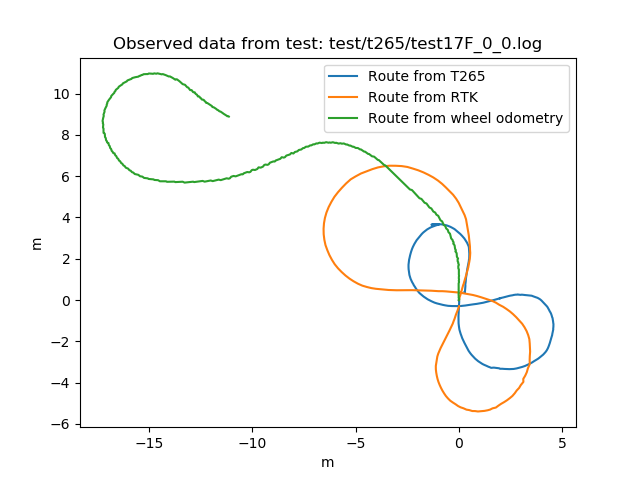 Observed data from test: test/t265/test17F_0_0.log
Route from T265
Route from RTK
Route from wheel odometry
10
8
6
4
2
0
−2
−4
−6
m
−15
−10
−5
0
5
m